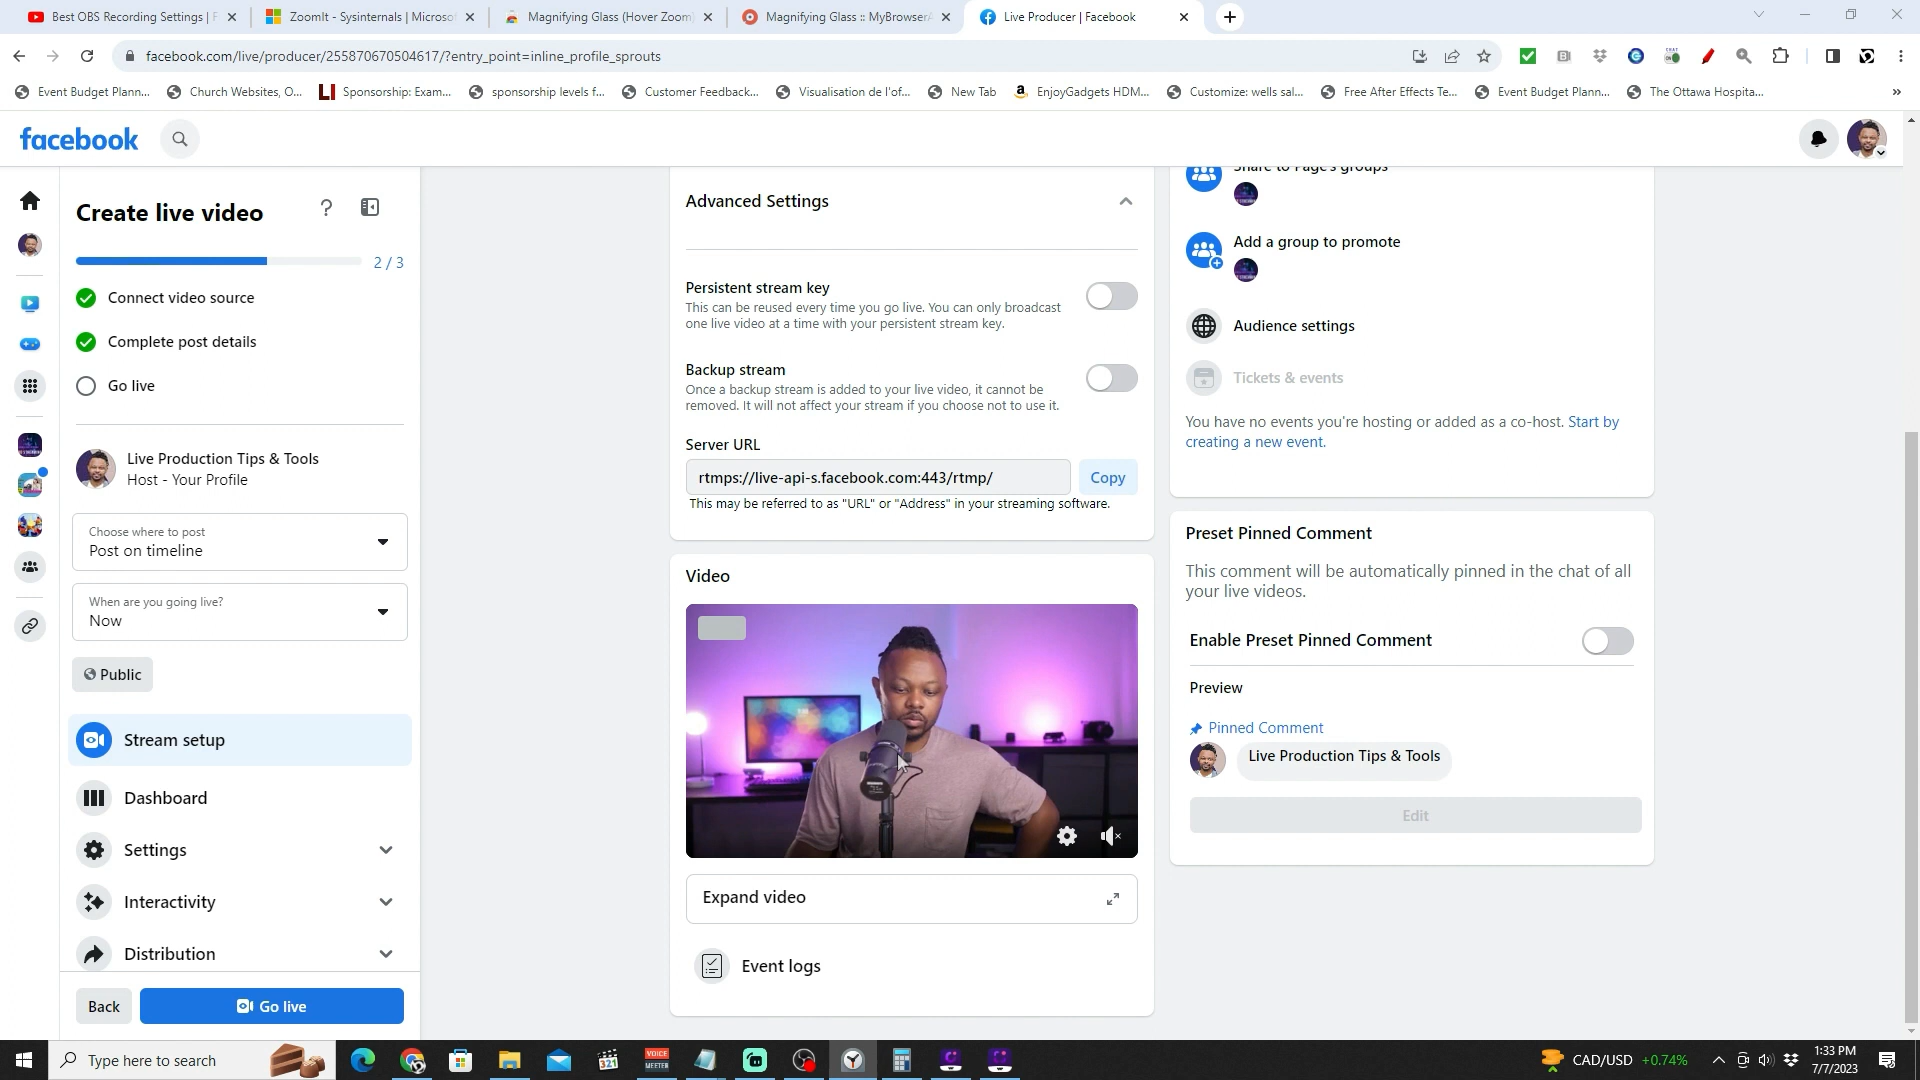 Best OBS Recording Settings | F
ZoomIt - Sysinternals | Microsof
Magnifying Glass (Hover Zoom)
Magnifying Glass :: MyBrowserA
Live Producer | Facebook
facebook.com/live/producer/255870670504617/?entry_point=inline_profile_sprouts
Event Budget Plann...
Church Websites, O...
Sponsorship: Exam...
sponsorship levels f...
Customer Feedback...
Visualisation de l'of...
New Tab
EnjoyGadgets HDM...
Customize: wells sal...
Free After Effects Te...
Event Budget Plann...
The Ottawa Hospita...
facebook
Create live video
2 / 3
Connect video source
Complete post details
Go live
Live Production Tips & Tools
Host - Your Profile
Choose where to post
Post on timeline
When are you going live?
Now
Public
Stream setup
Dashboard
Settings
Interactivity
Distribution
Back
Go live
Advanced Settings
Persistent stream key
This can be reused every time you go live. You can only broadcast
one live video at a time with your persistent stream key.
Backup stream
Once a backup stream is added to your live video, it cannot be
removed. It will not affect your stream if you choose not to use it.
Server URL
rtmps://live-api-s.facebook.com:443/rtmp/
Copy
This may be referred to as "URL" or "Address" in your streaming software.
Video
Expand video
Event logs
Share to Page's groups
Add a group to promote
Audience settings
Tickets & events
You have no events you're hosting or added as a co-host. Start by
creating a new event.
Preset Pinned Comment
This comment will be automatically pinned in the chat of all
your live videos.
Enable Preset Pinned Comment
Preview
Pinned Comment
Live Production Tips & Tools
Edit
Type here to search
VOICE
MEETER
321
CAD/USD +0.74%
1:33 PM
7/7/2023